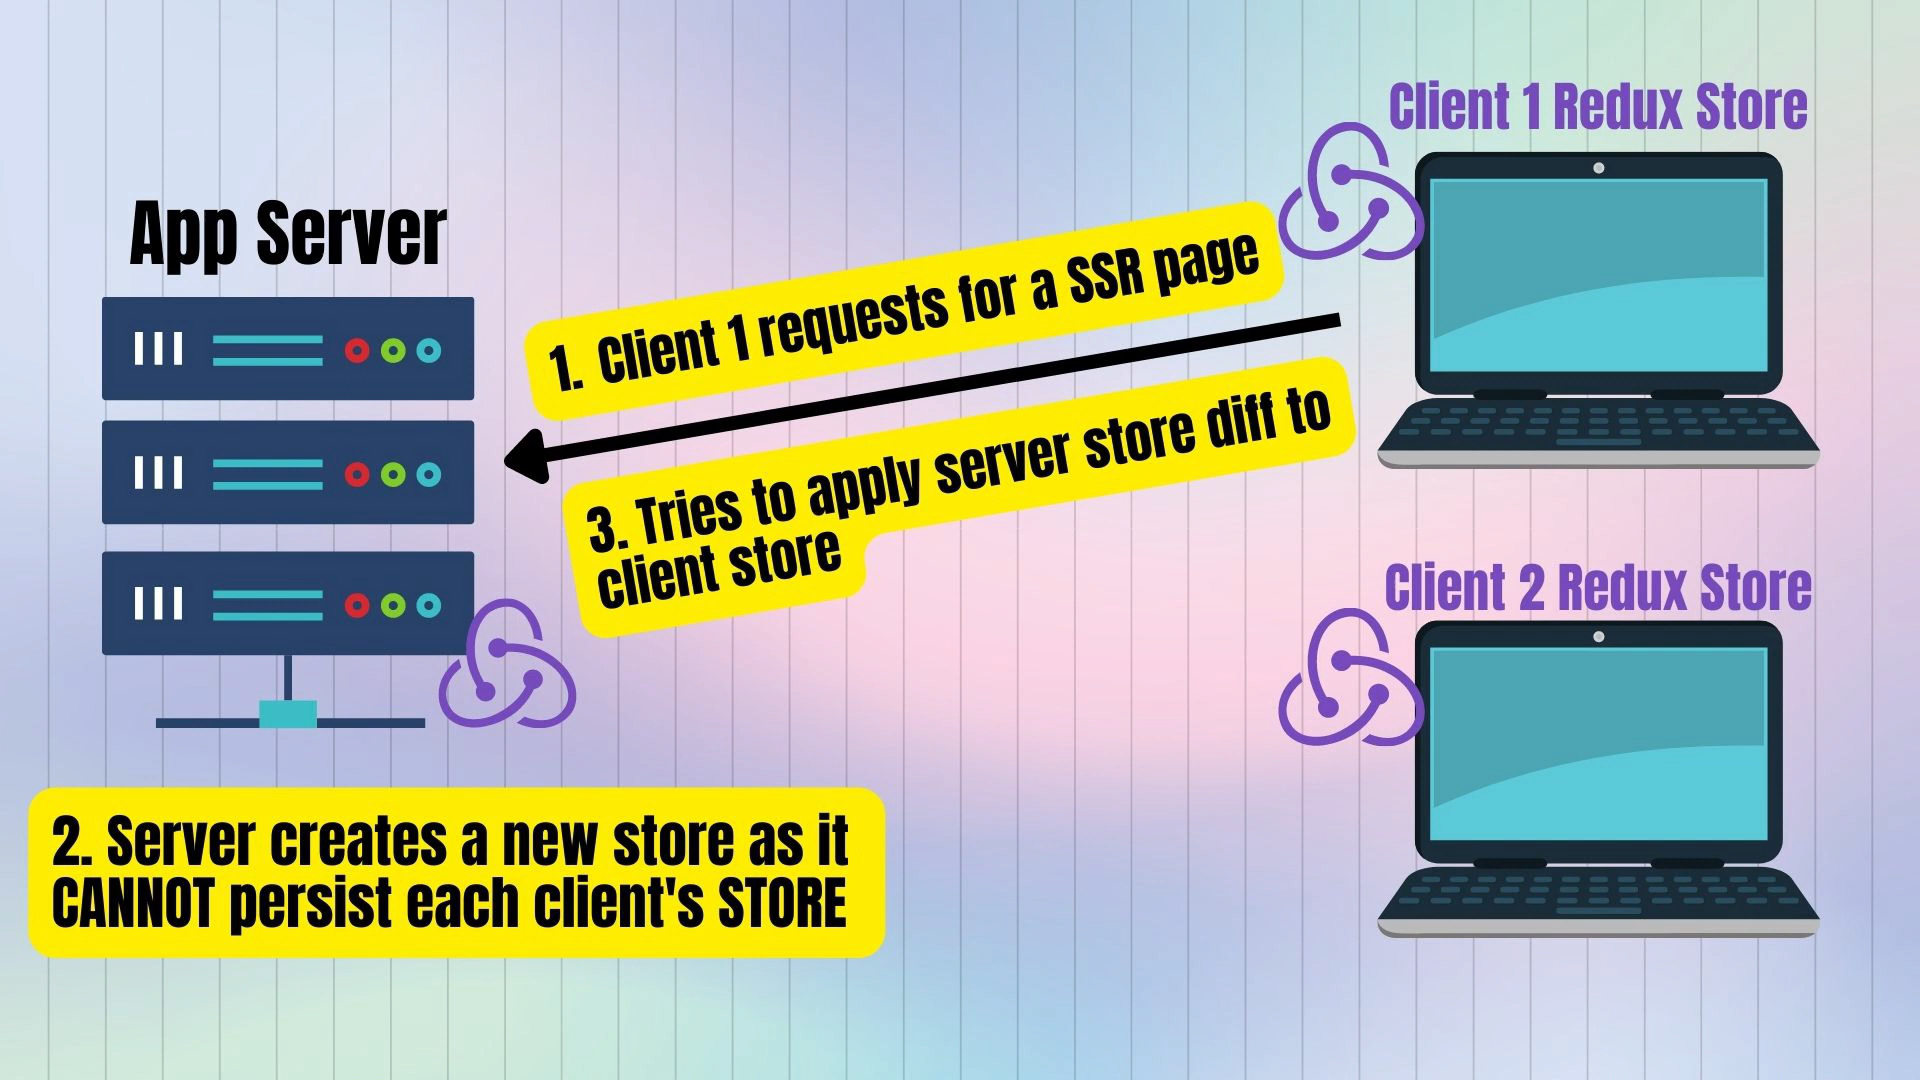 Client 1 Redux Store
App Server
1. Client 1 requests for a SSR page
3. Tries to apply server store diff to
client store
Client 2 Redux Store
2. Server creates a new store as it
CANNOT persist each client's STORE